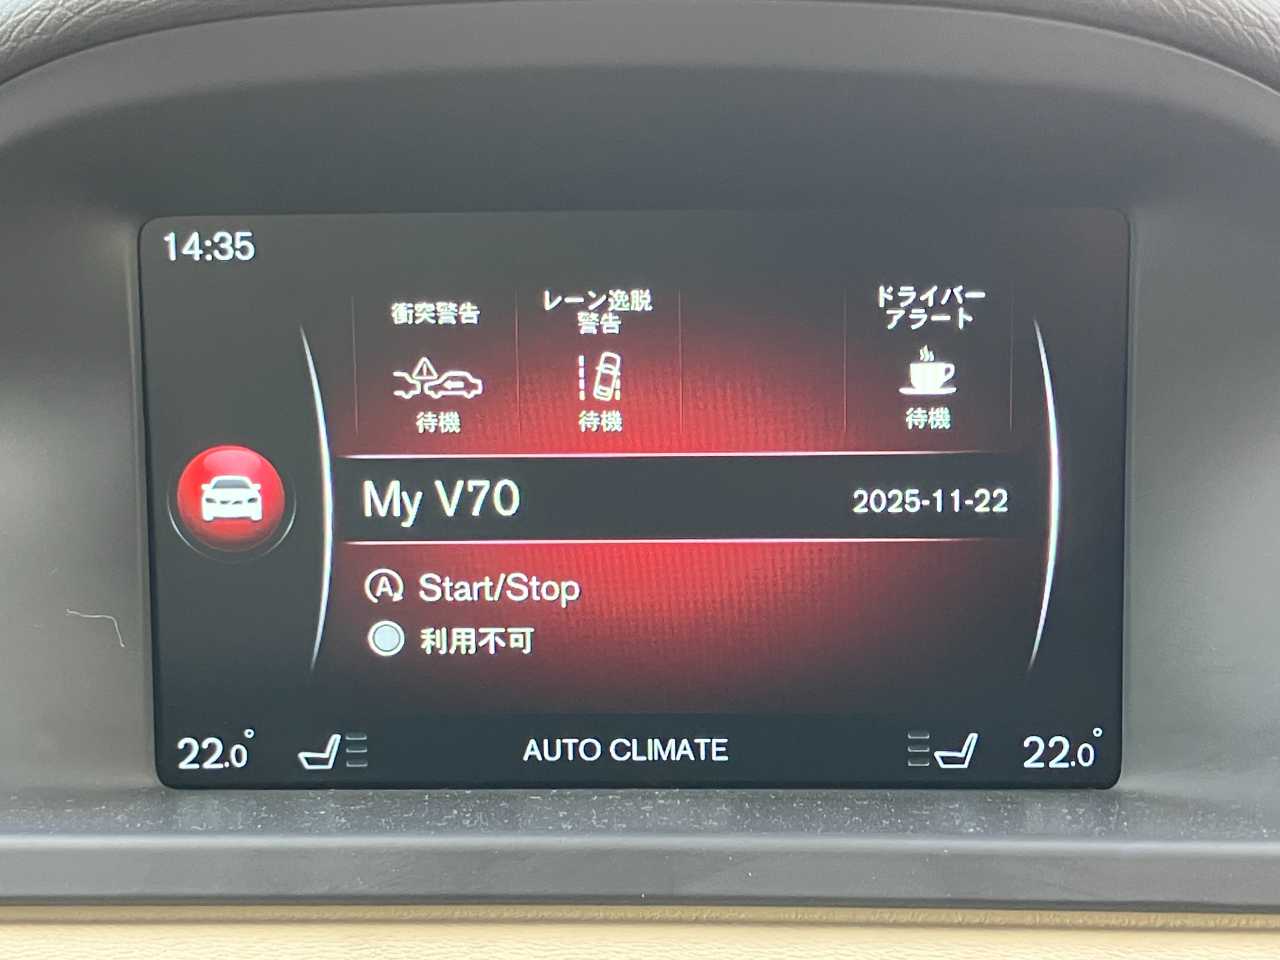 14:35
衝突警告
レーン逸脱
警告
ドライバー
アラート
待機
待機
待機
My V70
2025-11-22
A Start/Stop
利用不可
22.0°
AUTO CLIMATE
22.0°